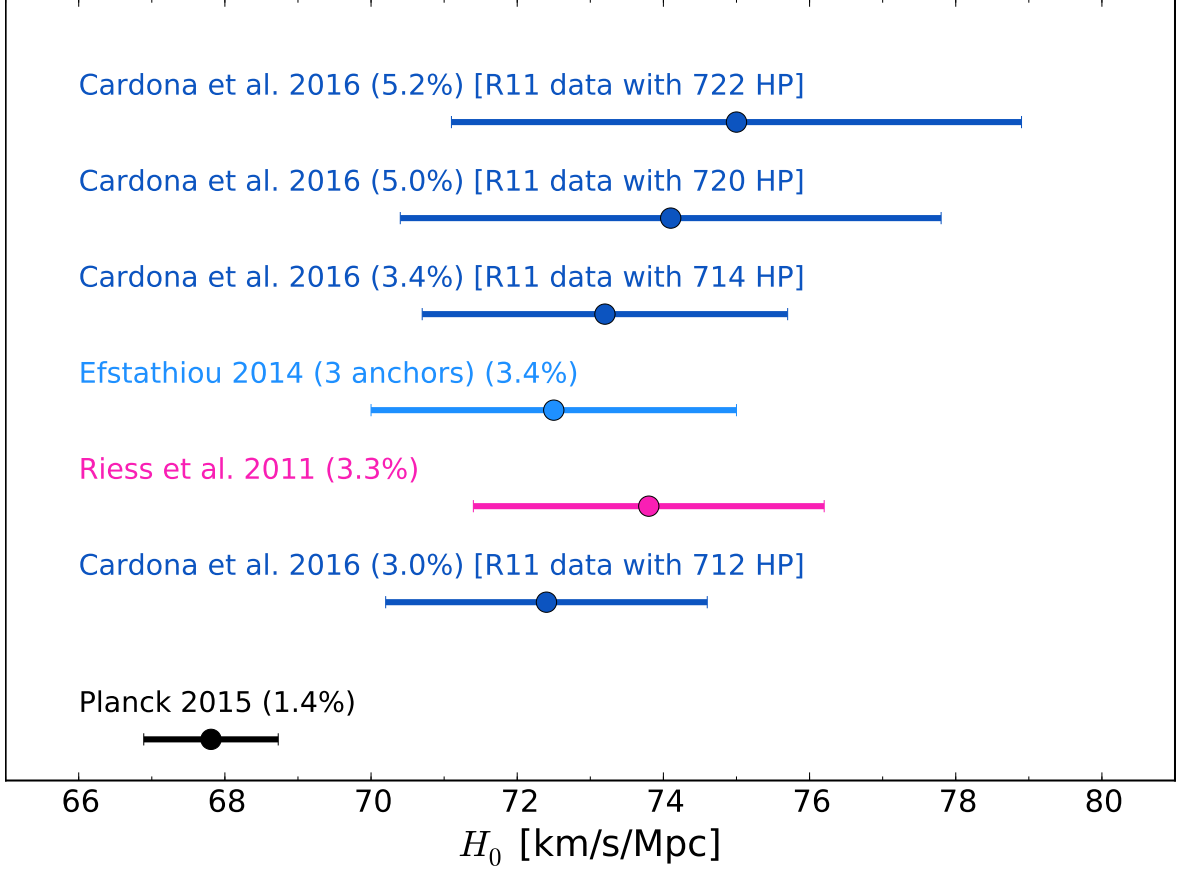 Cardona et al. 2016 (5.2%) [R11 data with 722 HP]
Cardona et al. 2016 (5.0%) [R11 data with 720 HP]
Cardona et al. 2016 (3.4%) [R11 data with 714 HP]
Efstathiou 2014 (3 anchors) (3.4%)
Riess et al. 2011 (3.3%)
Cardona et al. 2016 (3.0%) [R11 data with 712 HP]
Planck 2015 (1.4%)
66 68 70 72 74 76 78 80
H₀ [km/s/Mpc]